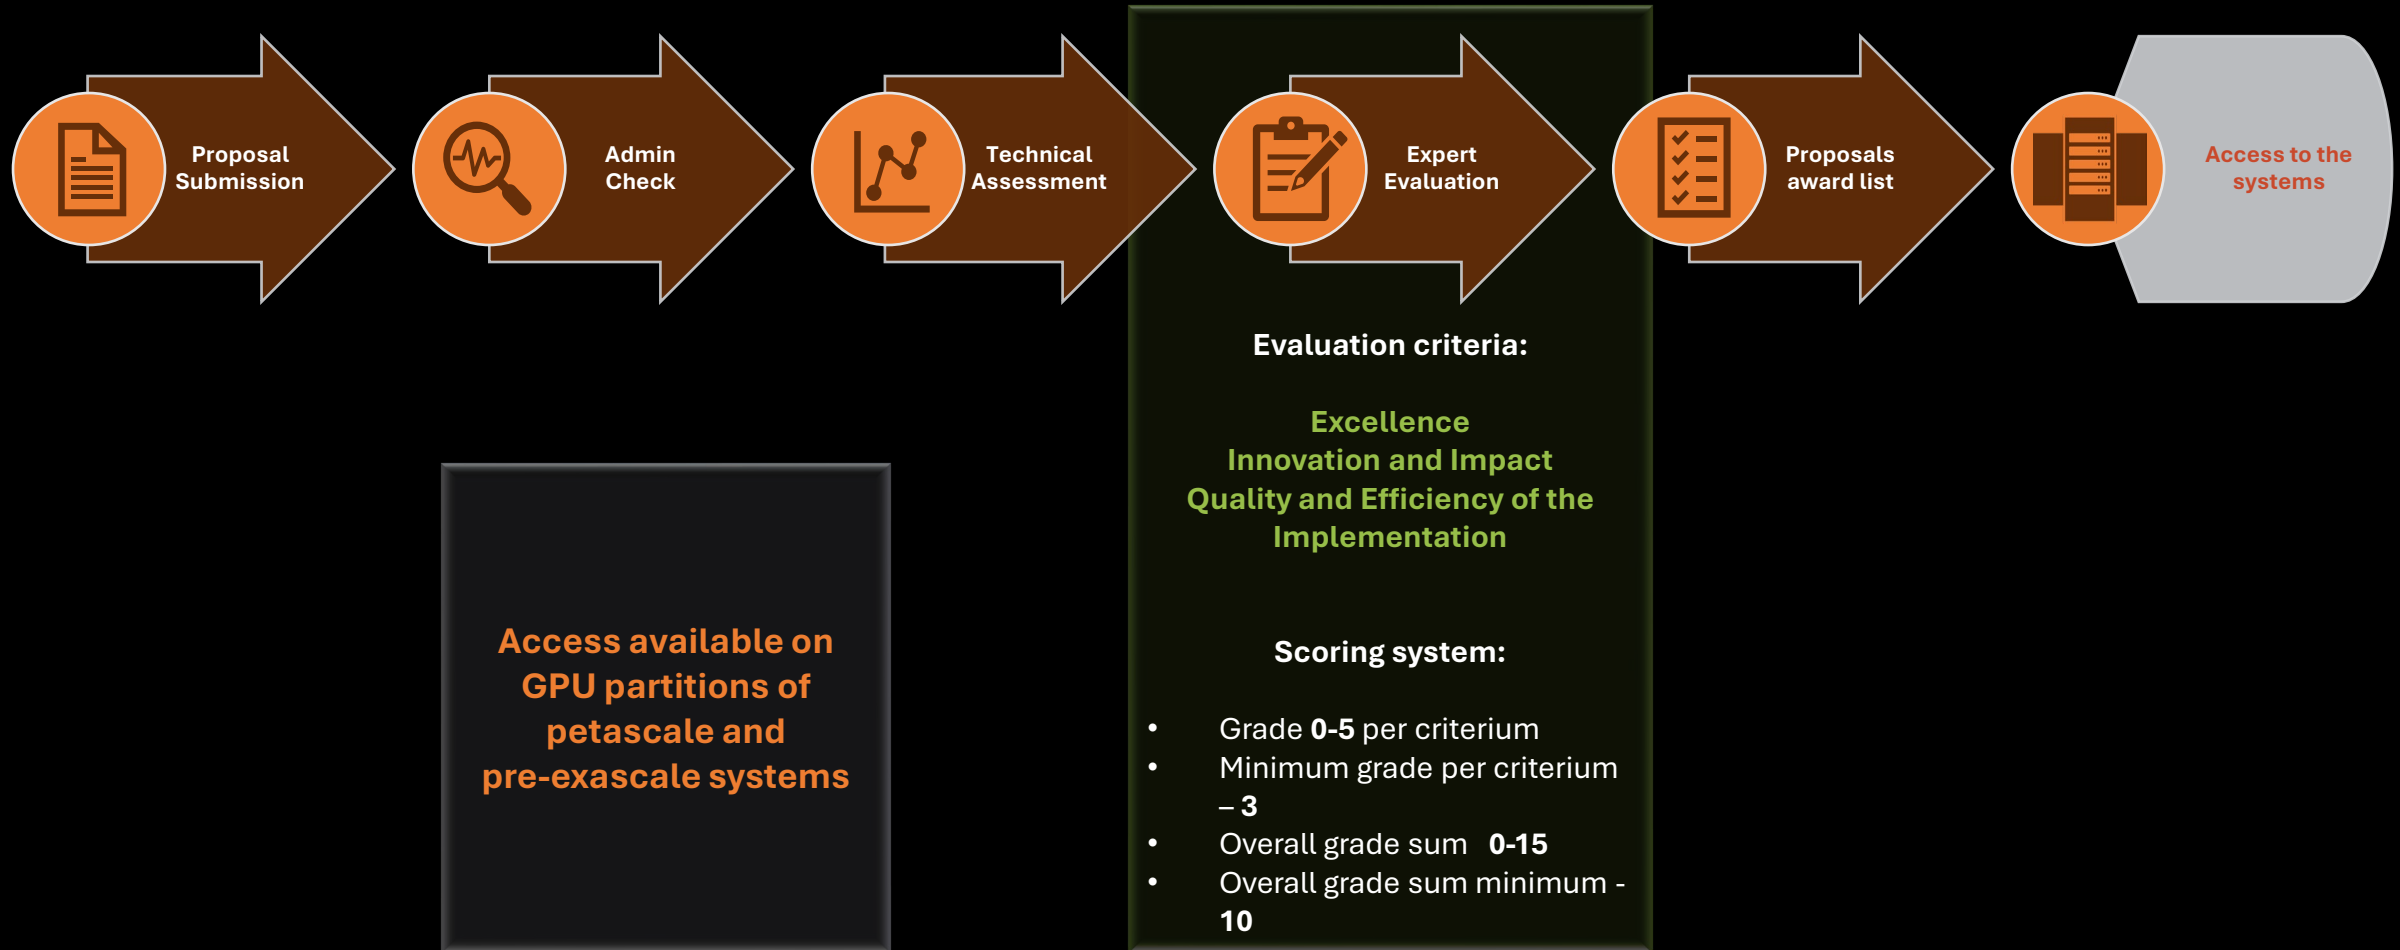 Proposal
Submission
Admin
Check
Technical
Assessment
Expert
Evaluation
Proposals
award list
Access to the
systems
Evaluation criteria:
Excellence
Innovation and Impact
Quality and Efficiency of the
Implementation
Scoring system:
• Grade 0-5 per criterium
• Minimum grade per criterium
– 3
• Overall grade sum 0-15
• Overall grade sum minimum -
10
Access available on
GPU partitions of
petascale and
pre-exascale systems